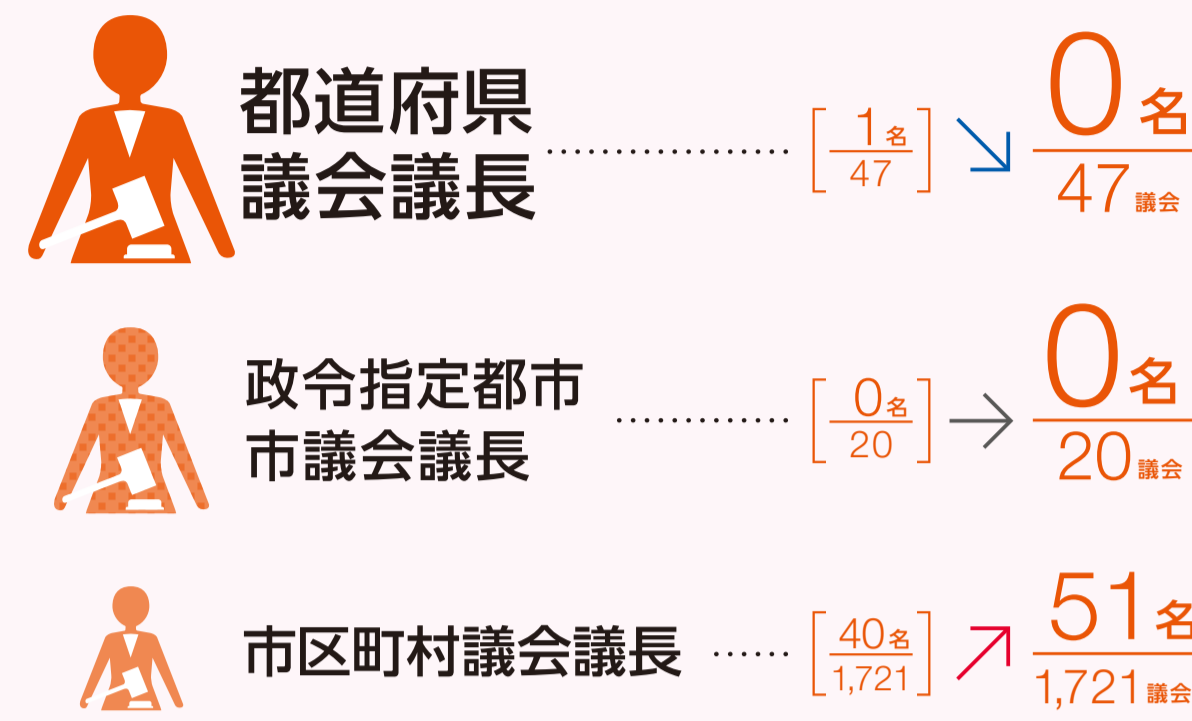 都道府県
議会議長
[1名/47]
0名
47議会
政令指定都市
市議会議長
[0名/20]
0名
20議会
市区町村議会議長
[40名/1,721]
51名
1,721議会